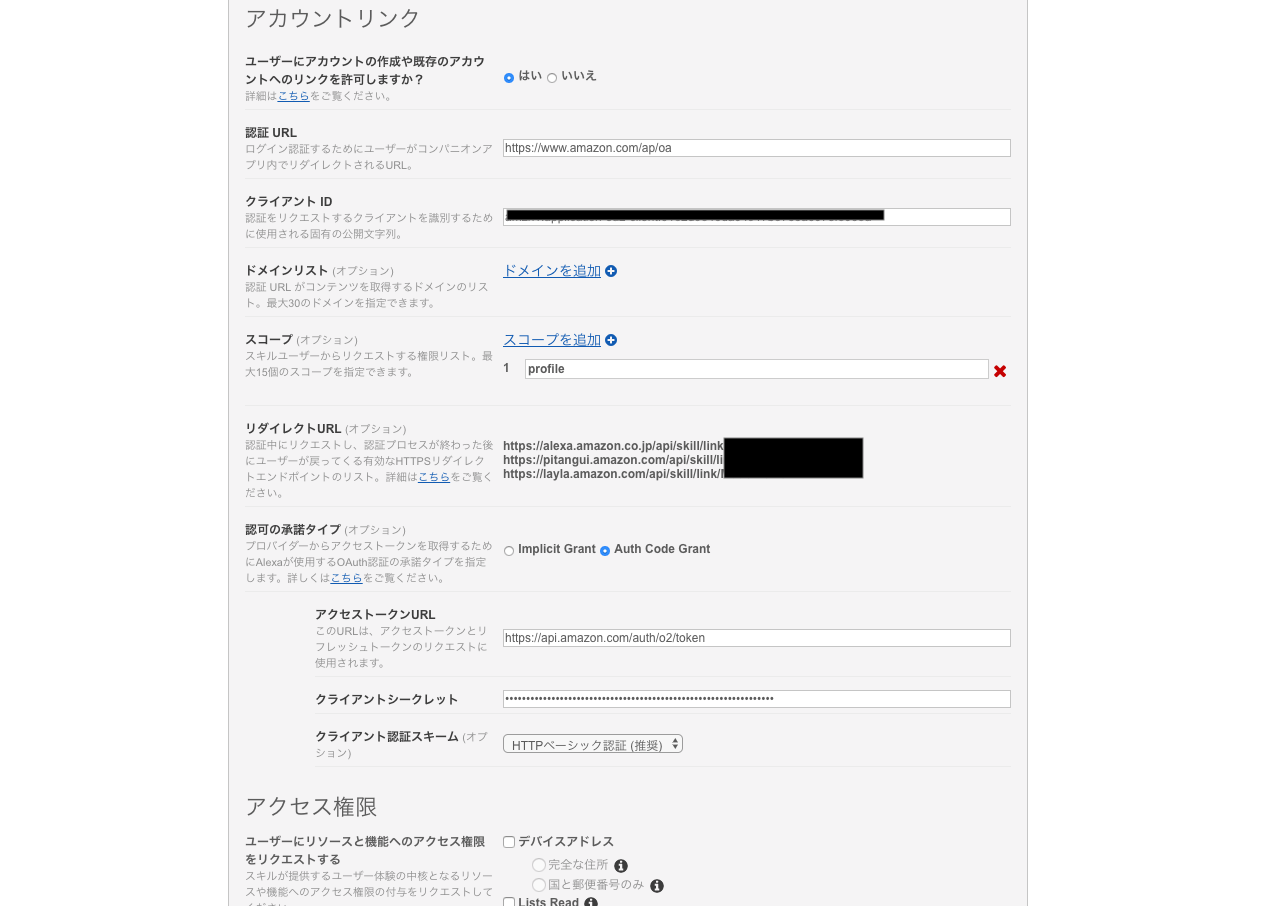 アカウントリンク
ユーザーにアカウントの作成や既存のアカウ
ントへのリンクを許可しますか？
はい いいえ
詳細はこちらをご覧ください。
認証 URL
ログイン認証するためにユーザーがコンパニオンア
プリ内でリダイレクトされるURL。
https://www.amazon.com/ap/oa
クライアント ID
認証をリクエストするクライアントを識別するため
に使用される固有の公開文字列。
ドメインリスト (オプション)
認証 URL がコンテンツを取得するドメインのリス
ト。最大30のドメインを指定できます。
ドメインを追加
スコープ (オプション)
スキルユーザーからリクエストする権限リスト。最
大15個のスコープを指定できます。
スコープを追加
1 profile
リダイレクトURL (オプション)
認証中にリクエストし、認証プロセスが終わった後
にユーザーが戻ってくる有効なHTTPSリダイレク
トエンドポイントのリスト。詳細はこちらをご覧く
ださい。
https://alexa.amazon.co.jp/api/skill/link
https://pitangui.amazon.com/api/skill/li
https://layla.amazon.com/api/skill/link/
認可の承諾タイプ (オプション)
プロバイダーからアクセストークンを取得するため
にAlexaが使用するOAuth認証の承諾タイプを指定
します。詳しくはこちらをご覧ください。
Implicit Grant Auth Code Grant
アクセストークンURL
このURLは、アクセストークンとリ
フレッシュトークンのリクエストに
使用されます。
https://api.amazon.com/auth/o2/token
クライアントシークレット
クライアント認証スキーム (オプ
ション)
HTTPベーシック認証 (推奨)
アクセス権限
ユーザーにリソースと機能へのアクセス権限
をリクエストする
スキルが提供するユーザー体験の中核となるリソー
スや機能へのアクセス権限の付与をリクエストして
ください。
デバイスアドレス
完全な住所
国と郵便番号のみ
Lists Read